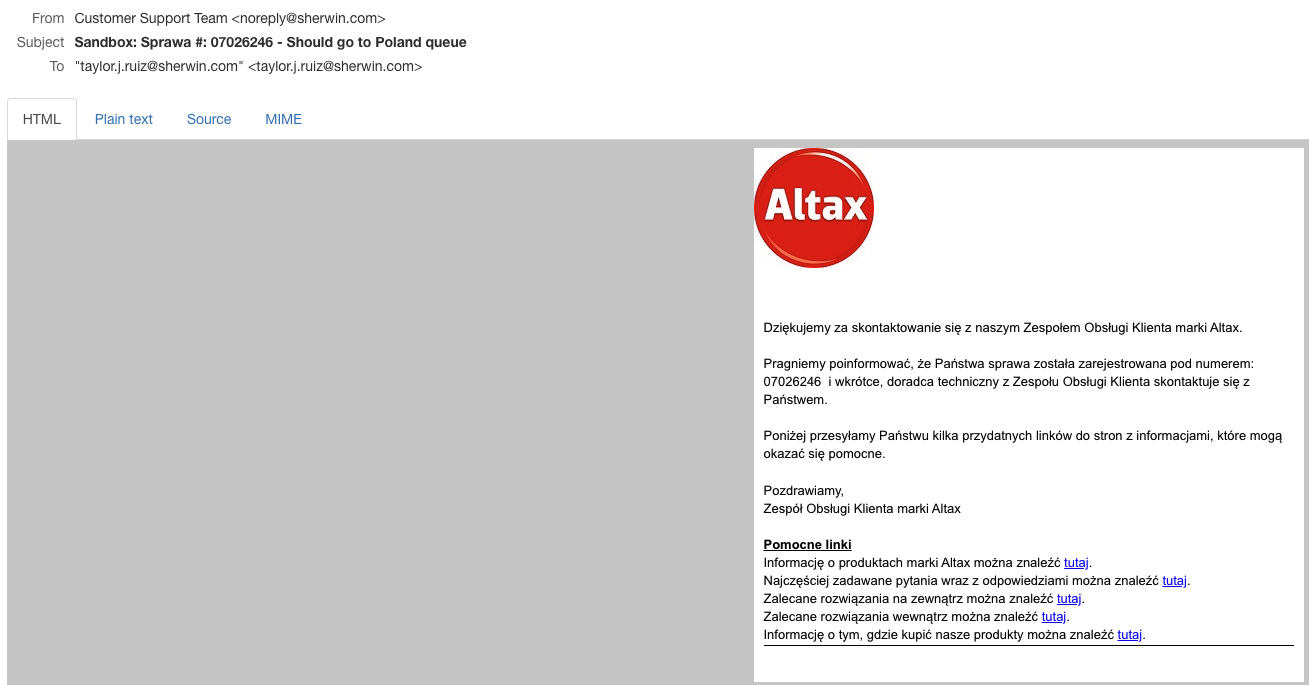 From Customer Support Team <noreply@sherwin.com>
Subject Sandbox: Sprawa #: 07026246 - Should go to Poland queue
To "taylor.j.ruiz@sherwin.com" <taylor.j.ruiz@sherwin.com>
HTML Plain text Source MIME
Altax
Dziękujemy za skontaktowanie się z naszym Zespołem Obsługi Klienta marki Altax.
Pragniemy poinformować, że Państwa sprawa została zarejestrowana pod numerem:
07026246  i wkrótce, doradca techniczny z Zespołu Obsługi Klienta skontaktuje się z
Państwem.
Poniżej przesyłamy Państwu kilka przydatnych linków do stron z informacjami, które mogą
okazać się pomocne.
Pozdrawiamy,
Zespół Obsługi Klienta marki Altax
Pomocne linki
Informację o produktach marki Altax można znaleźć tutaj.
Najczęściej zadawane pytania wraz z odpowiedziami można znaleźć tutaj.
Zalecane rozwiązania na zewnątrz można znaleźć tutaj.
Zalecane rozwiązania wewnątrz można znaleźć tutaj.
Informację o tym, gdzie kupić nasze produkty można znaleźć tutaj.